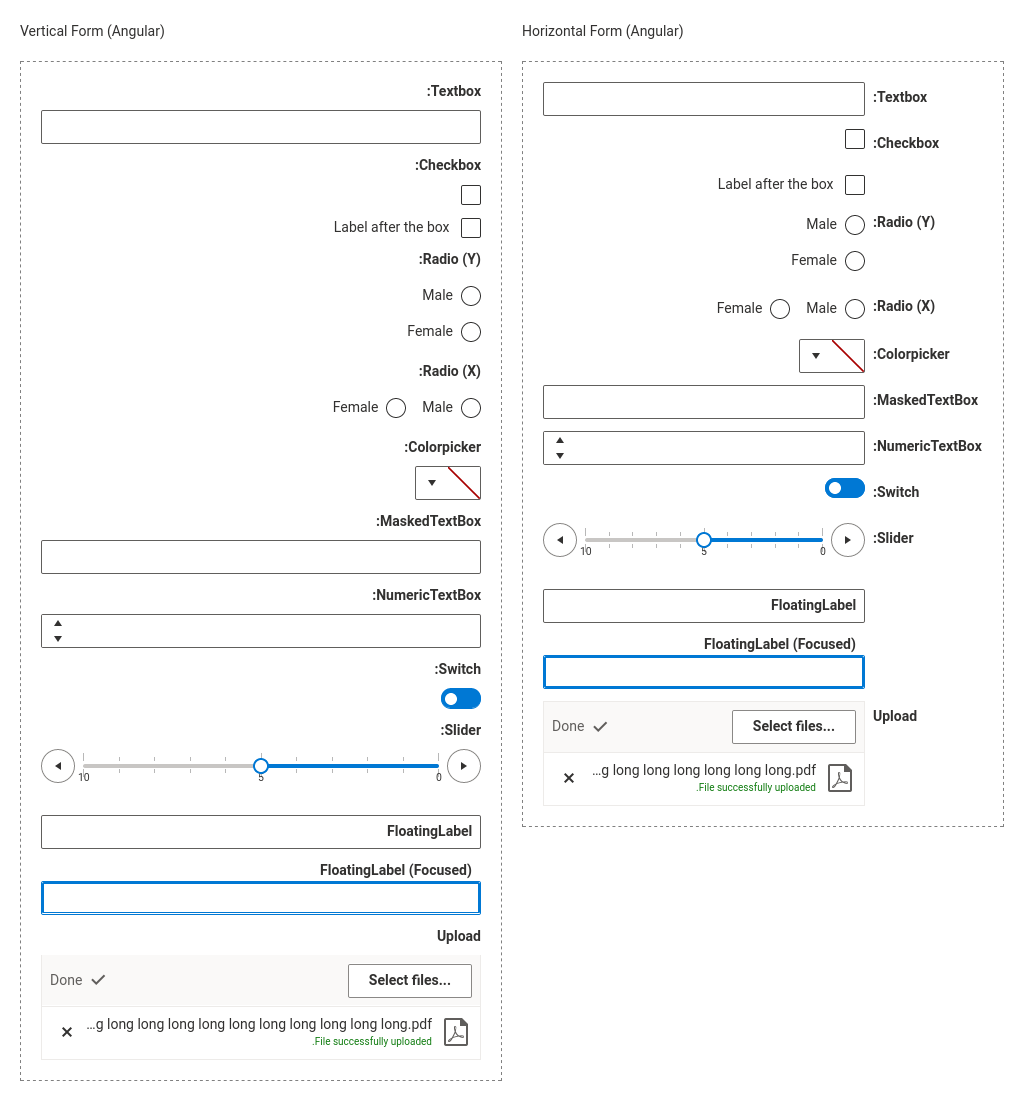 Vertical Form (Angular)
:Textbox
:Checkbox
Label after the box
:Radio (Y)
Male
Female
:Radio (X)
Female Male
:Colorpicker
:MaskedTextBox
:NumericTextBox
:Switch
:Slider
10 5 0
FloatingLabel
FloatingLabel (Focused)
Upload
Done Select files...
...g long long long long long long long long long long.pdf
.File successfully uploaded
Horizontal Form (Angular)
:Textbox
:Checkbox
Label after the box
Male :Radio (Y)
Female
Female Male :Radio (X)
:Colorpicker
:MaskedTextBox
:NumericTextBox
:Switch
:Slider
10 5 0
FloatingLabel
FloatingLabel (Focused)
Upload
Done Select files...
...g long long long long long long.pdf
.File successfully uploaded